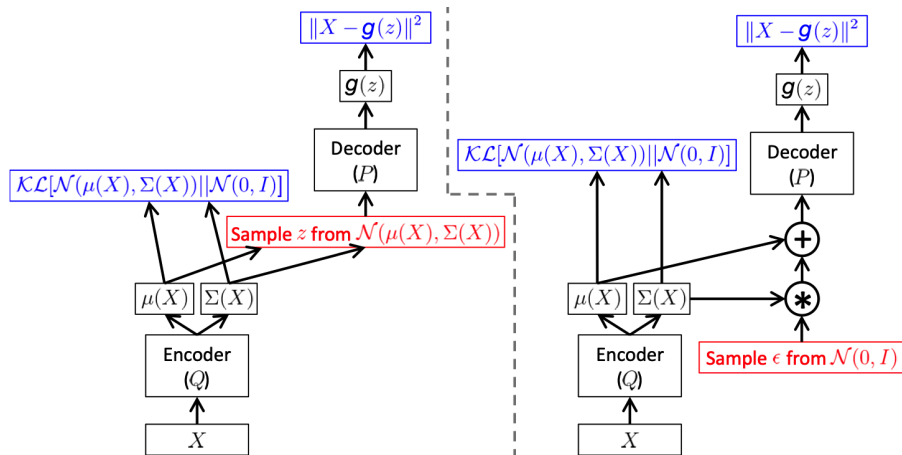 ‖X − g(z)‖²
g(z)
Decoder
(P)
𝒦ℒ[𝒩(μ(X), Σ(X))||𝒩(0, I)]
Sample z from 𝒩(μ(X), Σ(X))
μ(X)
Σ(X)
Encoder
(Q)
X
‖X − g(z)‖²
g(z)
Decoder
(P)
𝒦ℒ[𝒩(μ(X), Σ(X))||𝒩(0, I)]
+
μ(X)
Σ(X)
*
Encoder
(Q)
Sample ϵ from 𝒩(0, I)
X